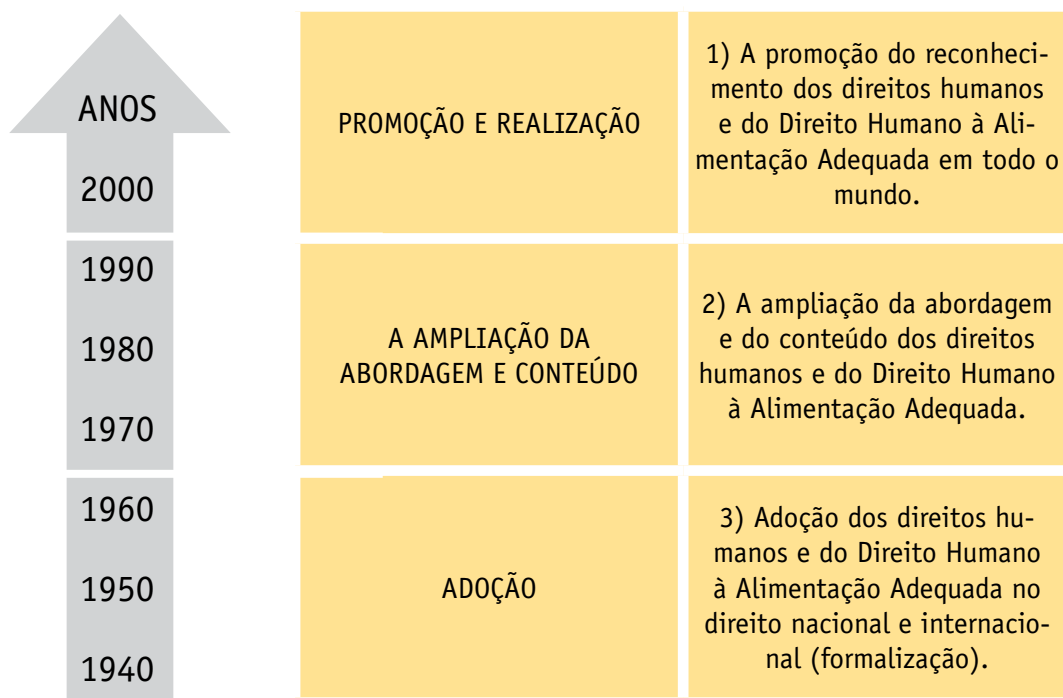 ANOS
2000
PROMOÇÃO E REALIZAÇÃO
1) A promoção do reconheci-
mento dos direitos humanos
e do Direito Humano à Ali-
mentação Adequada em todo o
mundo.
1990
1980
1970
A AMPLIAÇÃO DA
ABORDAGEM E CONTEÚDO
2) A ampliação da abordagem
e do conteúdo dos direitos
humanos e do Direito Humano
à Alimentação Adequada.
1960
1950
1940
ADOÇÃO
3) Adoção dos direitos hu-
manos e do Direito Humano
à Alimentação Adequada no
direito nacional e internacio-
nal (formalização).